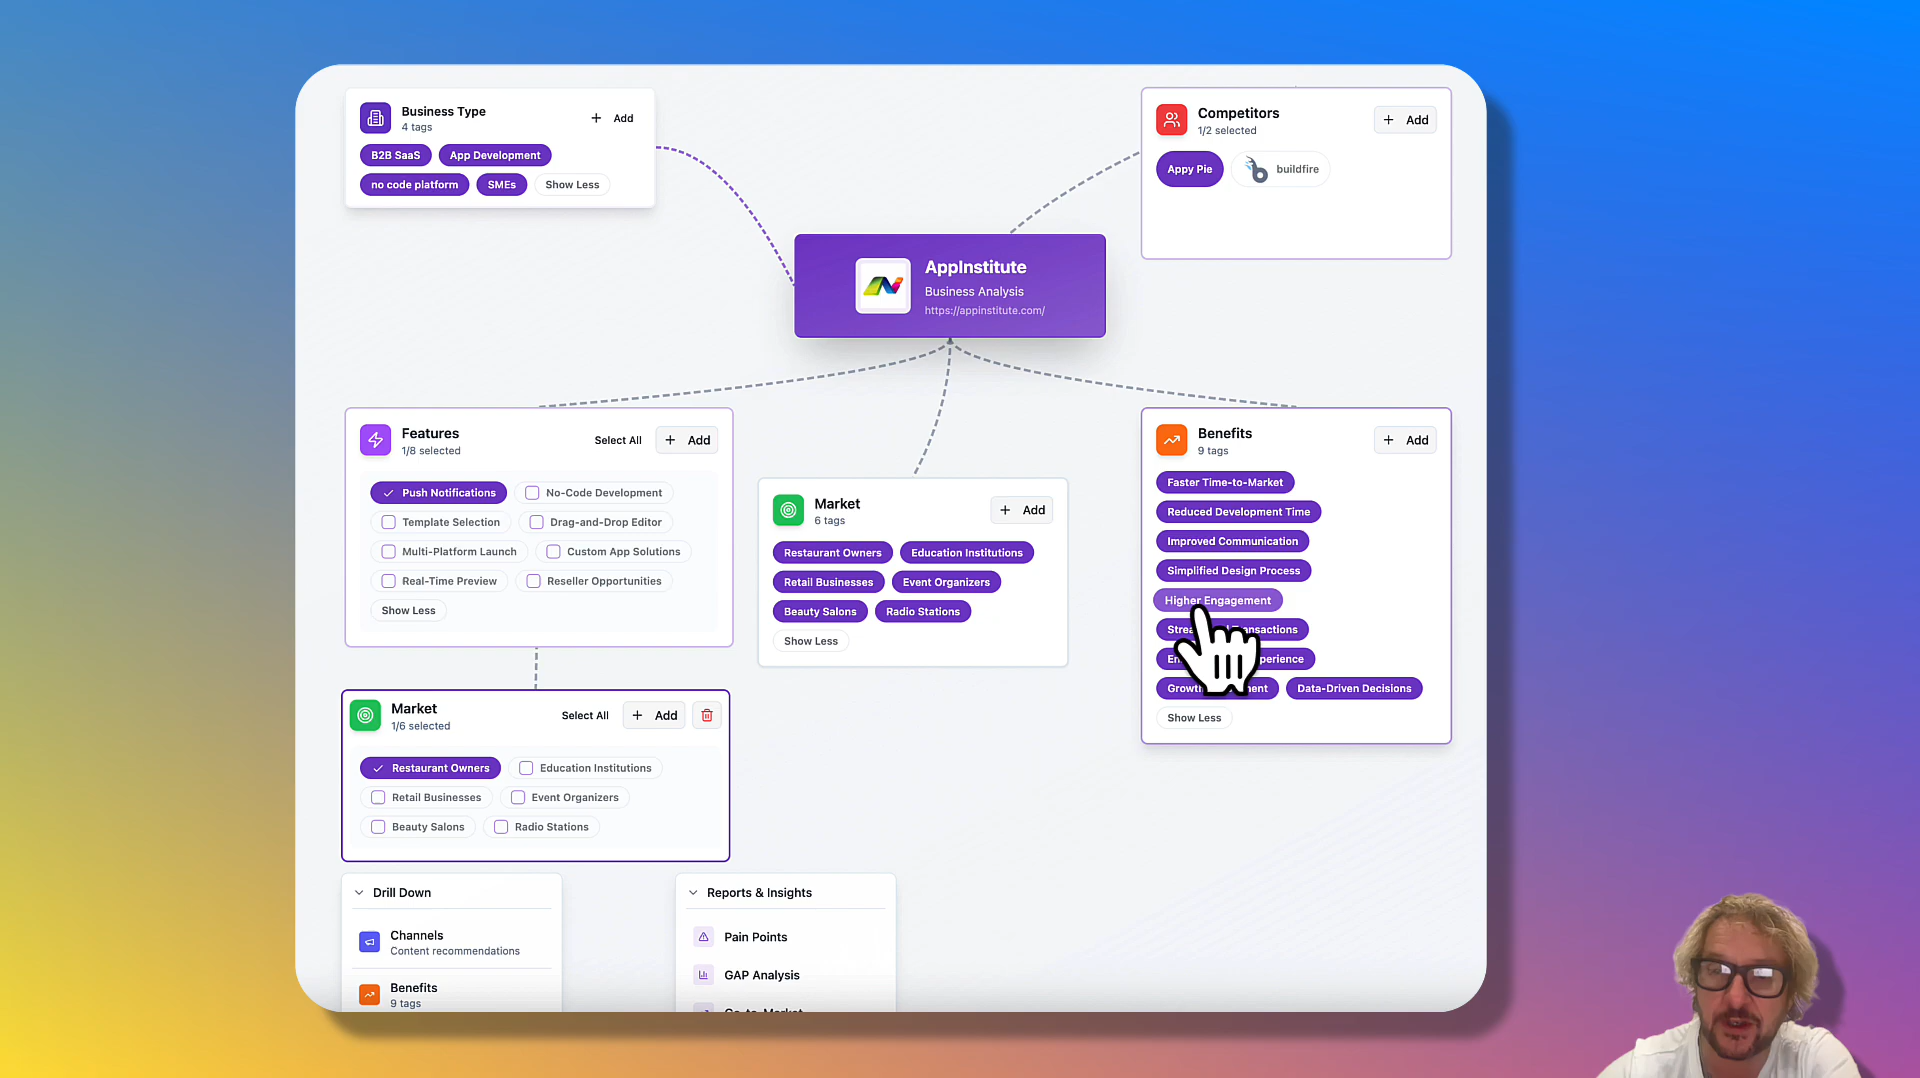 Business Type
4 tags
Add
B2B SaaS
App Development
no code platform
SMEs
Show Less
Competitors
1/2 selected
Add
Appy Pie
buildfire
AppInstitute
Business Analysis
https://appinstitute.com/
Features
1/8 selected
Select All
Add
Push Notifications
No-Code Development
Template Selection
Drag-and-Drop Editor
Multi-Platform Launch
Custom App Solutions
Real-Time Preview
Reseller Opportunities
Show Less
Market
6 tags
Add
Restaurant Owners
Education Institutions
Retail Businesses
Event Organizers
Beauty Salons
Radio Stations
Show Less
Benefits
9 tags
Add
Faster Time-to-Market
Reduced Development Time
Improved Communication
Simplified Design Process
Higher Engagement
Transactions
Growth
Data-Driven Decisions
Show Less
Market
1/6 selected
Select All
Add
Restaurant Owners
Education Institutions
Retail Businesses
Event Organizers
Beauty Salons
Radio Stations
Drill Down
Channels
Content recommendations
Benefits
9 tags
Reports & Insights
Pain Points
GAP Analysis